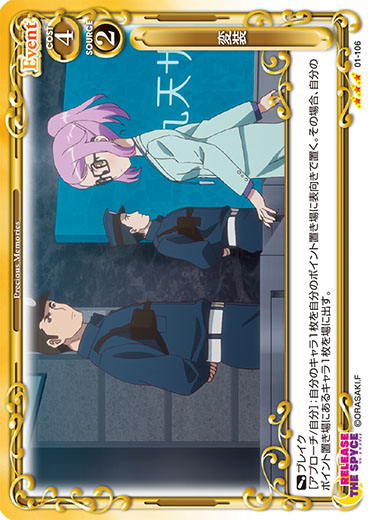 Event
COST
4
SOURCE
2
変装
01-106
Precious Memories
天サ
ブレイク
[アプローチ/自分]:自分のキャラ1枚を自分のポイント置き場に表向きで置く。その場合、自分の
ポイント置き場にあるキャラ1枚を場に出す。
RELEASE
THE SPYCE
©ORASAKI.F